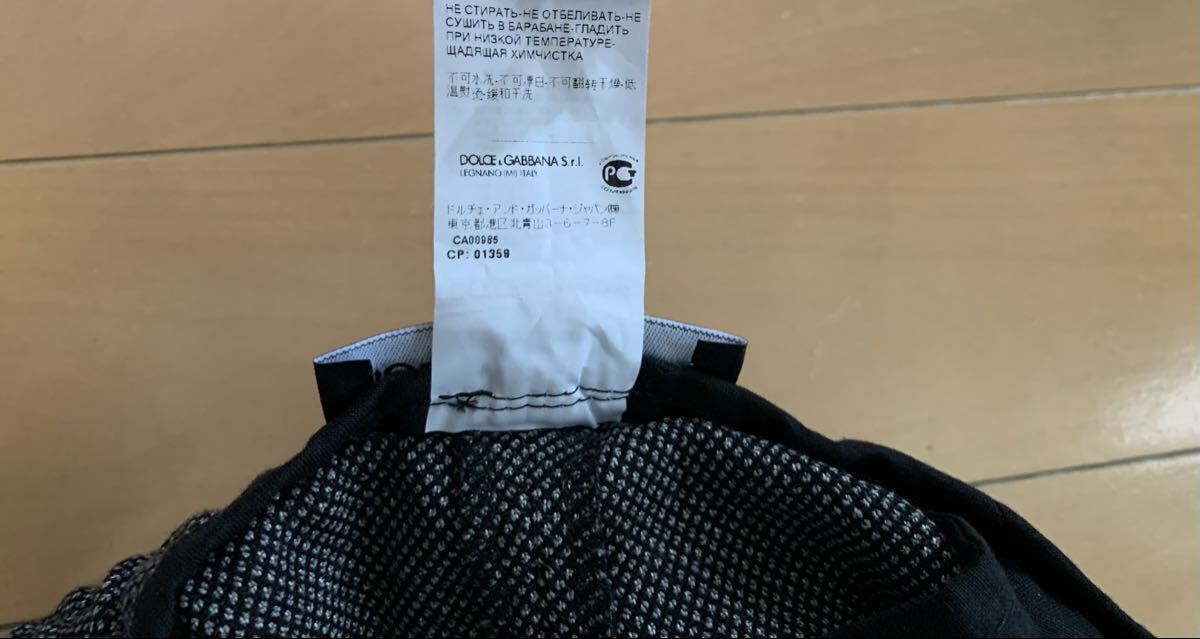 НЕ СТИРАТЬ-НЕ ОТБЕЛИВАТЬ-НЕ
СУШИТЬ В БАРАБАНЕ-ГЛАДИТЬ
ПРИ НИЗКОЙ ТЕМПЕРАТУРЕ-
ЩАДЯЩАЯ ХИМЧИСТКА
不可水洗-不可漂白-不可翻转干燥-低
温熨烫-缓和干洗
DOLCE & GABBANA S.r.l.
LEGNANO (MI) ITALY
PCT
ドルチェ・アンド・ガッバーナ・ジャパン㈱
東京都港区北青山3-6-7-8F
CA00985
CP: 01359